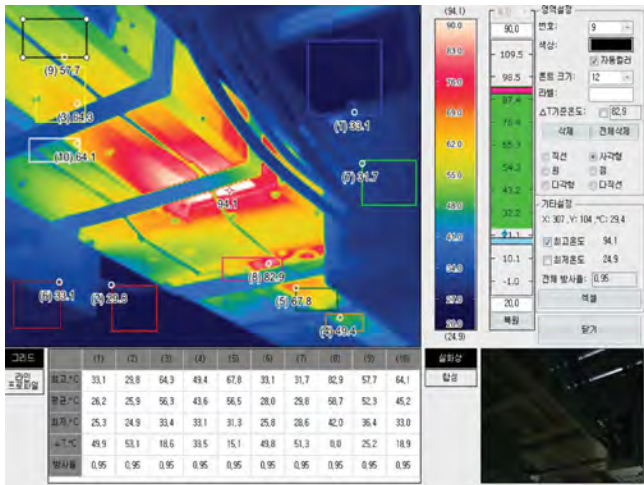 (9) 57.7
(3) 64.3
(10) 64.1
(1) 33.1
(7) 31.7
94.1
(8) 82.9
(6) 33.1
(2) 29.8
(5) 67.8
(4) 49.4
(94.1)
90.0
83.0
76.0
69.0
62.0
55.0
48.0
41.0
34.0
27.0
20.0
(24.9)
90.0
109.5
98.5
87.4
76.4
65.3
54.3
43.2
32.2
21.1
10.1
-1.0
20.0
복원
영역설정
번호: 9
색상:
자동컬러
폰트 크기: 12
라벨:
△T기준온도: 82.9
삭제 전체삭제
직선 사각형
원 점
다각형 다각선
기타설정
X: 307 ,Y: 104 ,℃: 29.4
최고온도 94.1
최저온도 24.9
전체 방사율: 0.95
엑셀
닫기
그리드
라인
프로파일
(1) (2) (3) (4) (5) (6) (7) (8) (9) (10)
최고.℃ 33.1 29.8 64.3 49.4 67.8 33.1 31.7 82.9 57.7 64.1
평균.℃ 26.2 25.9 56.3 43.6 56.5 28.0 29.8 58.7 52.3 45.2
최저.℃ 25.3 24.9 33.4 33.1 31.3 25.8 28.6 42.0 36.4 33.0
△T.℃ 49.9 53.1 18.6 33.5 15.1 49.8 51.3 0.0 25.2 18.9
방사율 0.95 0.95 0.95 0.95 0.95 0.95 0.95 0.95 0.95 0.95
실화상
합성